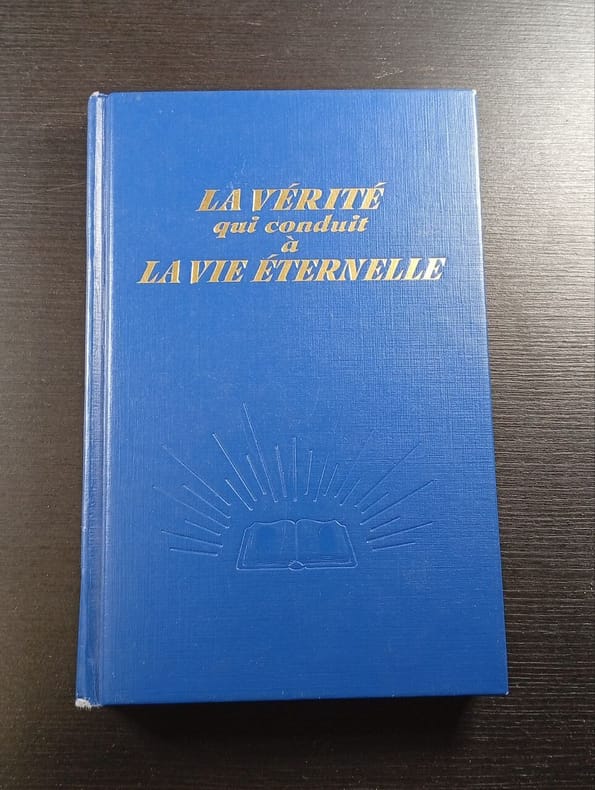 LA VÉRITÉ
qui conduit
à
LA VIE ÉTERNELLE